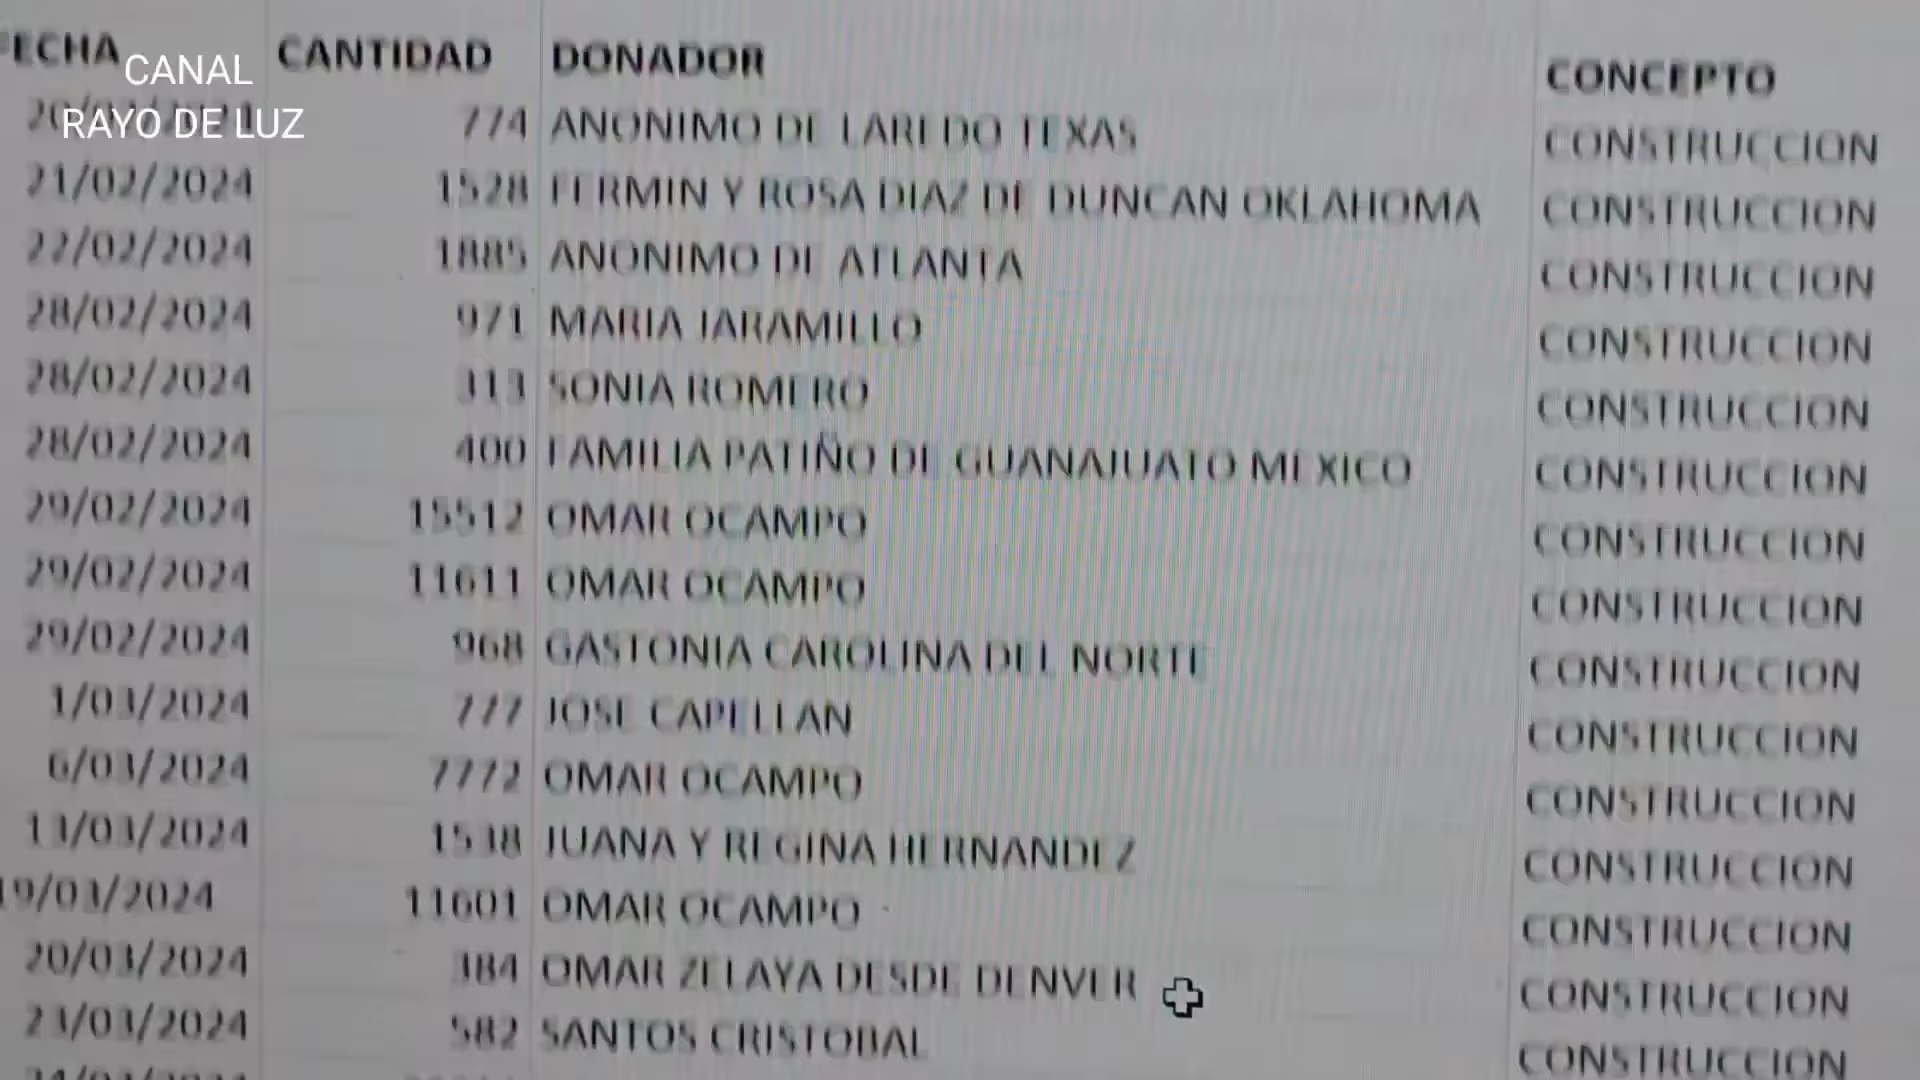 FECHA CANTIDAD DONADOR CONCEPTO
CANAL
RAYO DE LUZ
774 ANONIMO DE LAREDO TEXAS CONSTRUCCION
21/02/2024 1528 FERMIN Y ROSA DIAZ DE DUNCAN OKLAHOMA CONSTRUCCION
22/02/2024 1885 ANONIMO DE ATLANTA CONSTRUCCION
28/02/2024 971 MARIA JARAMILLO CONSTRUCCION
28/02/2024 313 SONIA ROMERO CONSTRUCCION
28/02/2024 400 FAMILIA PATIÑO DE GUANAJUATO MEXICO CONSTRUCCION
29/02/2024 15512 OMAR OCAMPO CONSTRUCCION
29/02/2024 11611 OMAR OCAMPO CONSTRUCCION
29/02/2024 968 GASTONIA CAROLINA DEL NORTE CONSTRUCCION
1/03/2024 777 JOSE CAPELLAN CONSTRUCCION
6/03/2024 7772 OMAR OCAMPO CONSTRUCCION
13/03/2024 1538 JUANA Y REGINA HERNANDEZ CONSTRUCCION
19/03/2024 11601 OMAR OCAMPO CONSTRUCCION
20/03/2024 384 OMAR ZELAYA DESDE DENVER CONSTRUCCION
23/03/2024 582 SANTOS CRISTOBAL CONSTRUCCION